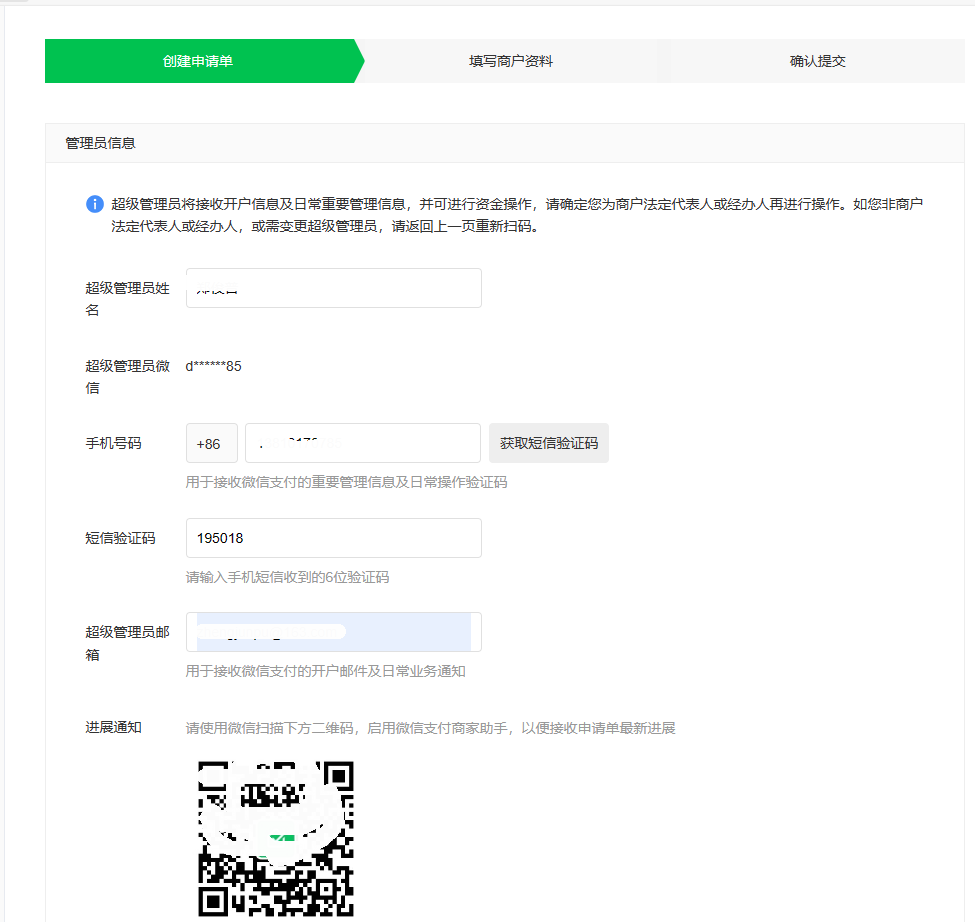 创建申请单
填写商户资料
确认提交
管理员信息
超级管理员将接收开户信息及日常重要管理信息，并可进行资金操作，请确定您为商户法定代表人或经办人再进行操作。如您非商户
法定代表人或经办人，或需变更超级管理员，请返回上一页重新扫码。
超级管理员姓
名
超级管理员微
信
d******85
手机号码
+86
获取短信验证码
用于接收微信支付的重要管理信息及日常操作验证码
短信验证码
195018
请输入手机短信收到的6位验证码
超级管理员邮
箱
用于接收微信支付的开户邮件及日常业务通知
进展通知
请使用微信扫描下方二维码，启用微信支付商家助手，以便接收申请单最新进展